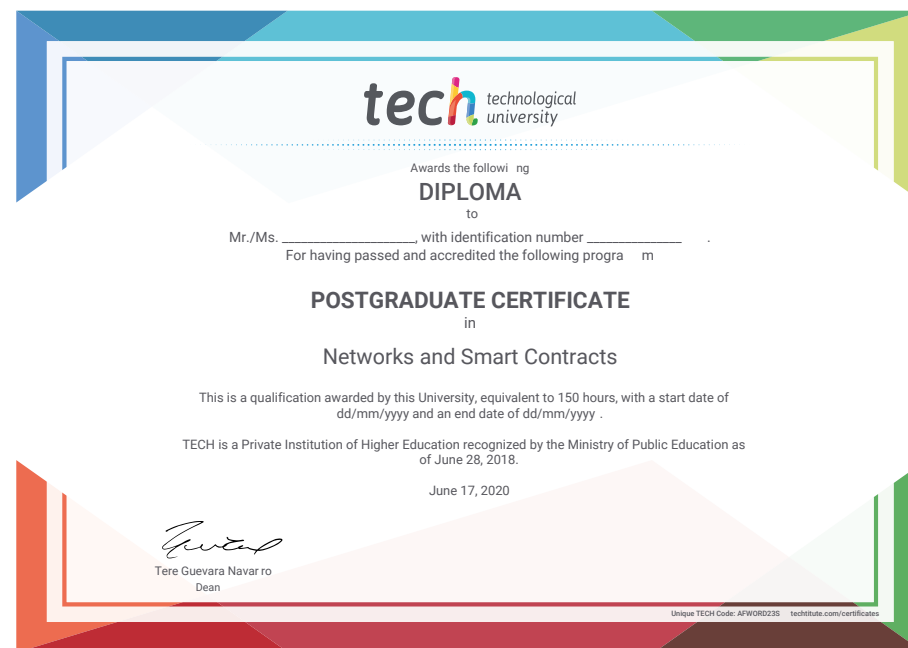 tech technological
university
Awards the followi ng
DIPLOMA
to
Mr./Ms. ____________________, with identification number ______________ .
For having passed and accredited the following progra m
POSTGRADUATE CERTIFICATE
in
Networks and Smart Contracts
This is a qualification awarded by this University, equivalent to 150 hours, with a start date of
dd/mm/yyyy and an end date of dd/mm/yyyy .
TECH is a Private Institution of Higher Education recognized by the Ministry of Public Education as
of June 28, 2018.
June 17, 2020
Tere Guevara Navar ro
Dean
Unique TECH Code: AFWORD23S techtitute.com/certificates